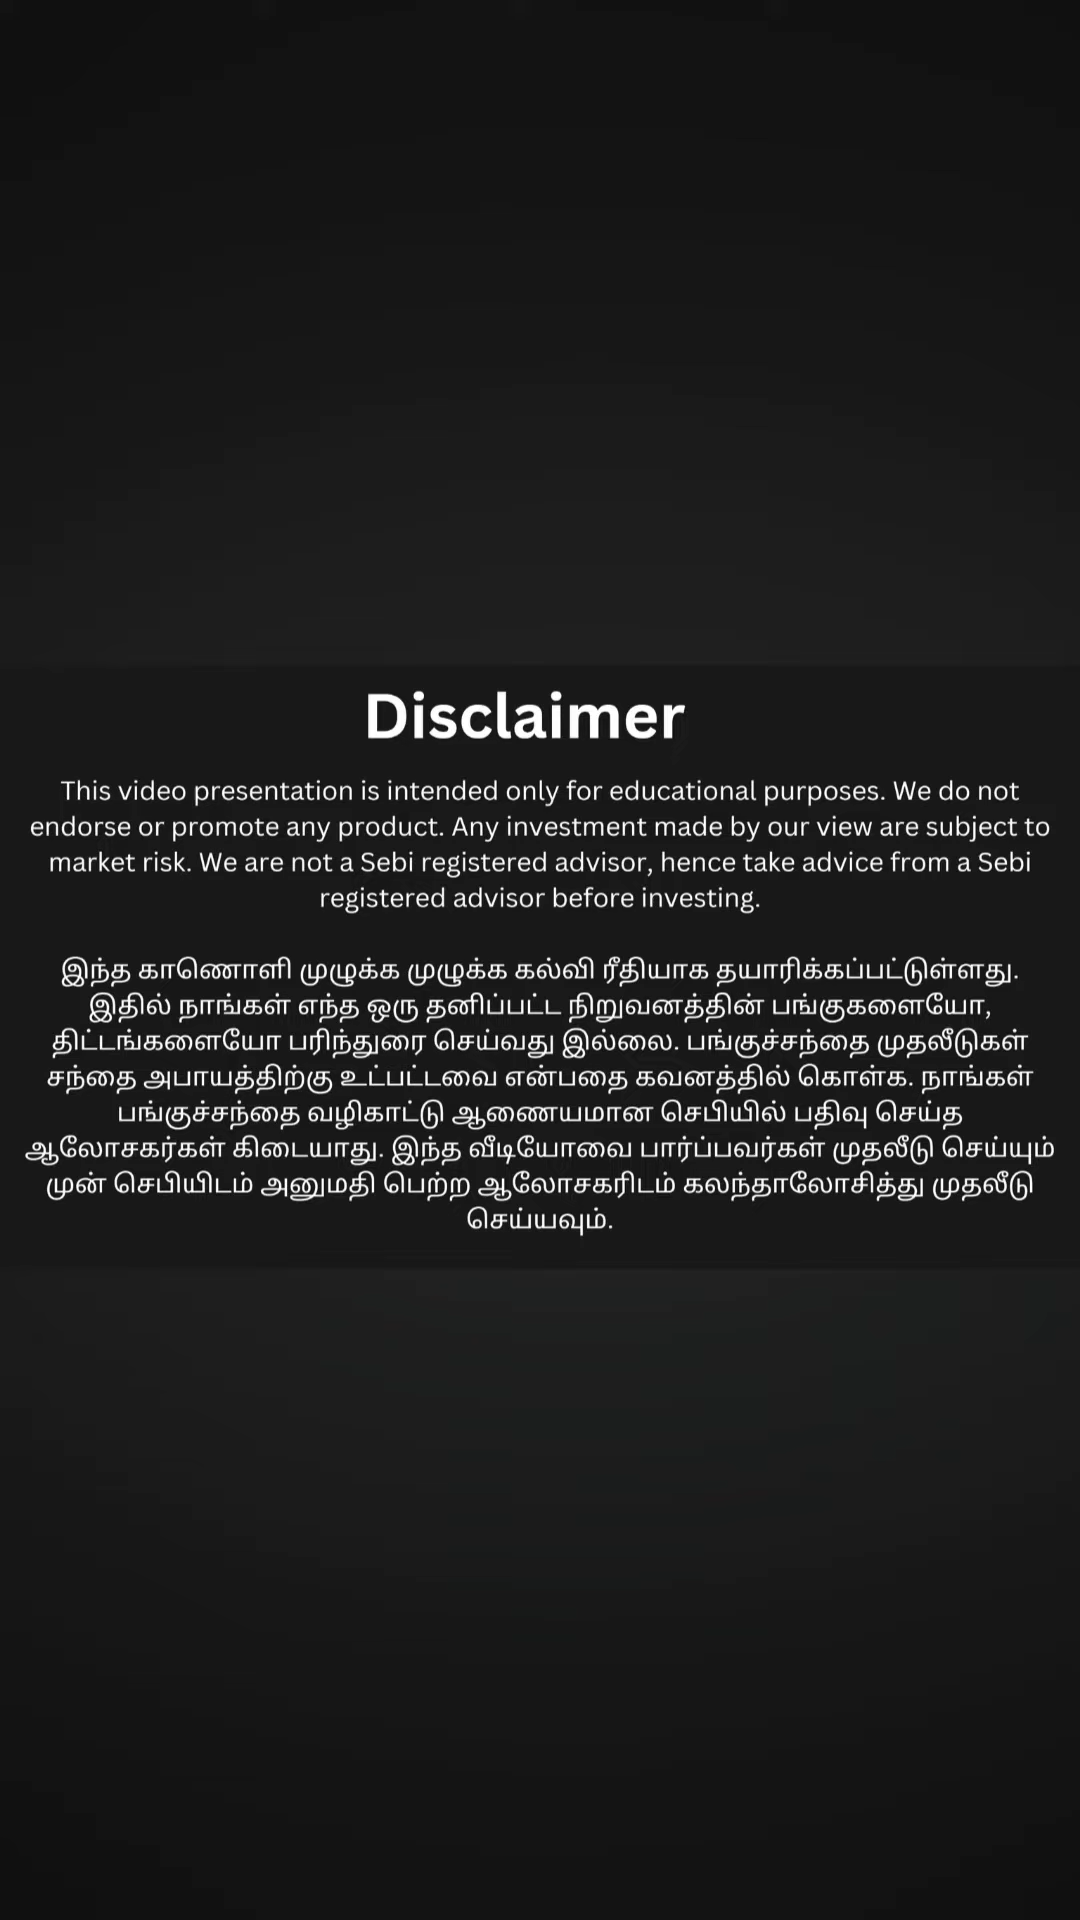 Disclaimer
This video presentation is intended only for educational purposes. We do not
endorse or promote any product. Any investment made by our view are subject to
market risk. We are not a Sebi registered advisor, hence take advice from a Sebi
registered advisor before investing.
இந்த காணொளி முழுக்க முழுக்க கல்வி ரீதியாக தயாரிக்கப்பட்டுள்ளது.
இதில் நாங்கள் எந்த ஒரு தனிப்பட்ட நிறுவனத்தின் பங்குகளையோ,
திட்டங்களையோ பரிந்துரை செய்வது இல்லை. பங்குச்சந்தை முதலீடுகள்
சந்தை அபாயத்திற்கு உட்பட்டவை என்பதை கவனத்தில் கொள்க. நாங்கள்
பங்குச்சந்தை வழிகாட்டு ஆணையமான செபியில் பதிவு செய்த
ஆலோசகர்கள் கிடையாது. இந்த வீடியோவை பார்ப்பவர்கள் முதலீடு செய்யும்
முன் செபியிடம் அனுமதி பெற்ற ஆலோசகரிடம் கலந்தாலோசித்து முதலீடு
செய்யவும்.